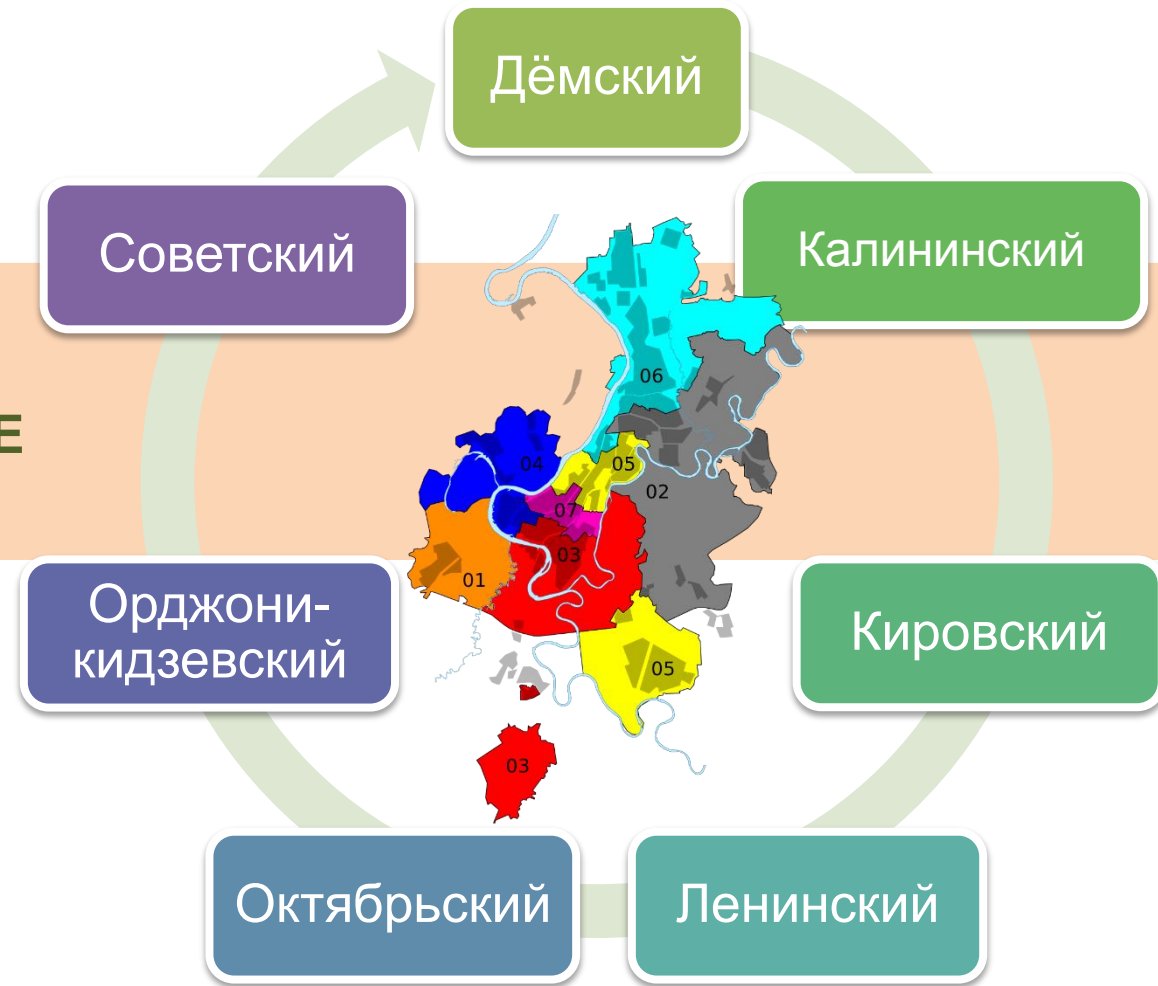 Дёмский
Советский
Калининский
Е
Орджони-
кидзевский
Кировский
Октябрьский
Ленинский
06
04
05
02
07
03
01
05
03